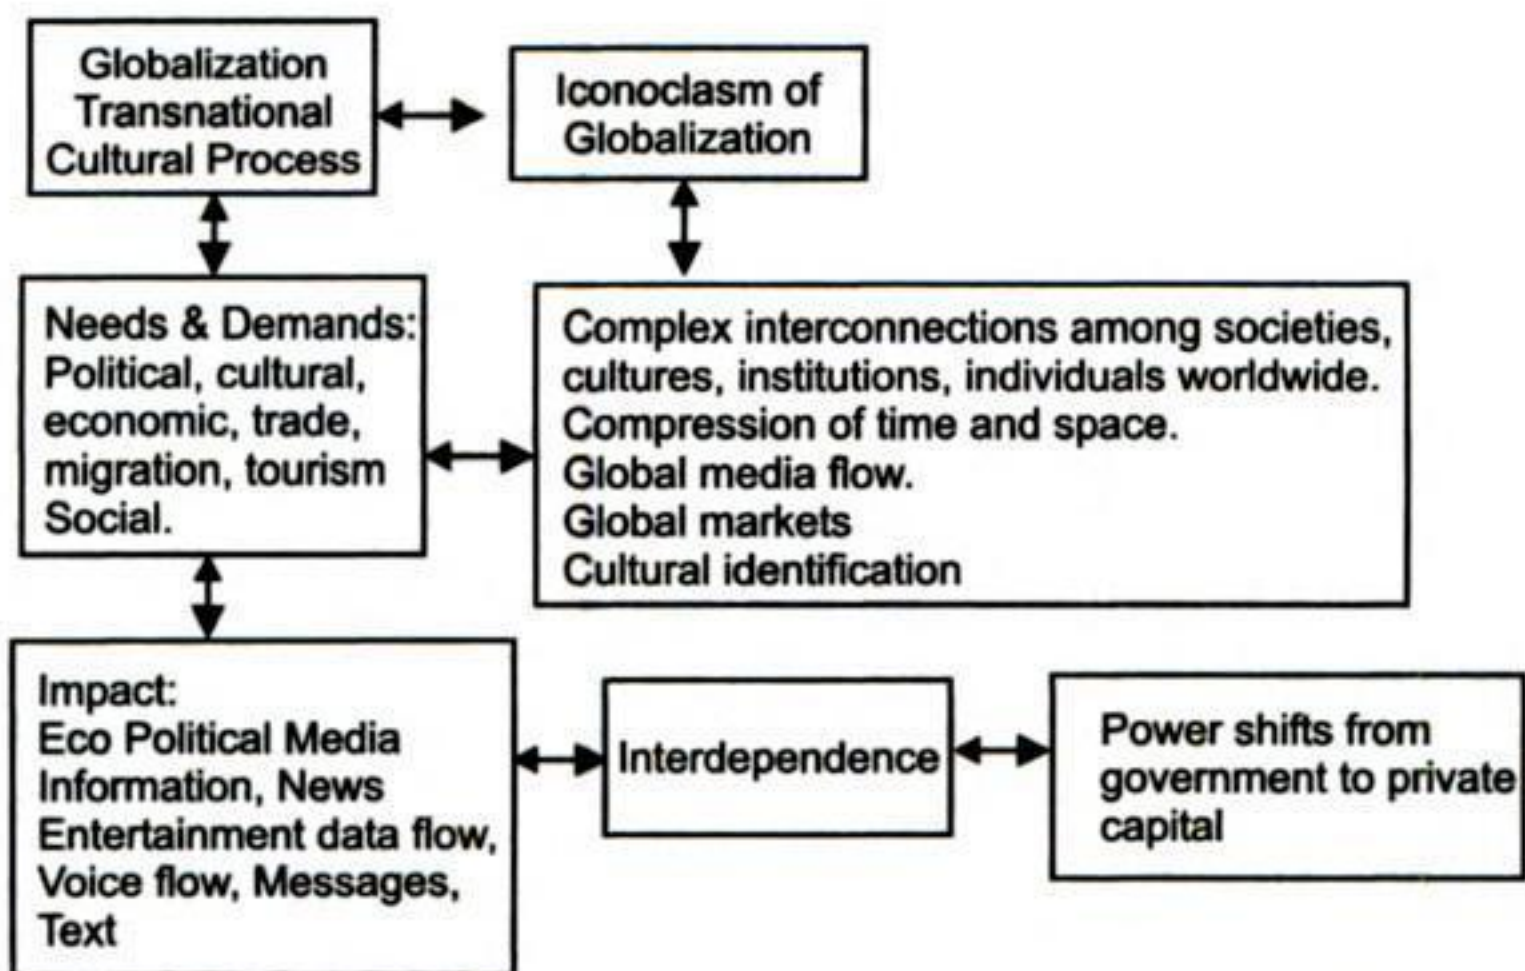 Globalization
Transnational
Cultural Process
Iconoclasm of
Globalization
Needs & Demands:
Political, cultural,
economic, trade,
migration, tourism
Social.
Complex interconnections among societies,
cultures, institutions, individuals worldwide.
Compression of time and space.
Global media flow.
Global markets
Cultural identification
Impact:
Eco Political Media
Information, News
Entertainment data flow,
Voice flow, Messages,
Text
Interdependence
Power shifts from
government to private
capital